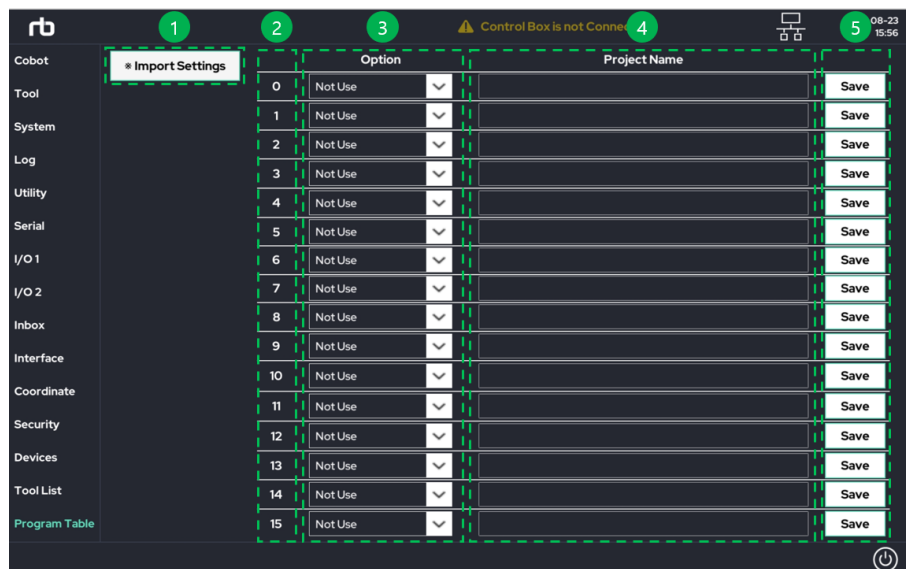 rb
1
2
3
⚠ Control Box is not Conne
4
5
08-23
15:56
Cobot
Tool
System
Log
Utility
Serial
I/O 1
I/O 2
Inbox
Interface
Coordinate
Security
Devices
Tool List
Program Table
※ Import Settings
Option Project Name
0 Not Use Save
1 Not Use Save
2 Not Use Save
3 Not Use Save
4 Not Use Save
5 Not Use Save
6 Not Use Save
7 Not Use Save
8 Not Use Save
9 Not Use Save
10 Not Use Save
11 Not Use Save
12 Not Use Save
13 Not Use Save
14 Not Use Save
15 Not Use Save